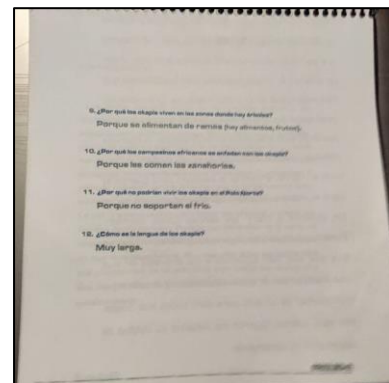 9. ¿Por qué los okapis viven en las zonas donde hay árboles?
Porque se alimentan de ramas (hay alimentos, frutos).
10. ¿Por qué los campesinos africanos se enfadan con los okapis?
Porque les comen las zanahorias.
11. ¿Por qué no podrían vivir los okapis en el Polo Norte?
Porque no soportan el frío.
12. ¿Cómo es la lengua de los okapis?
Muy larga.